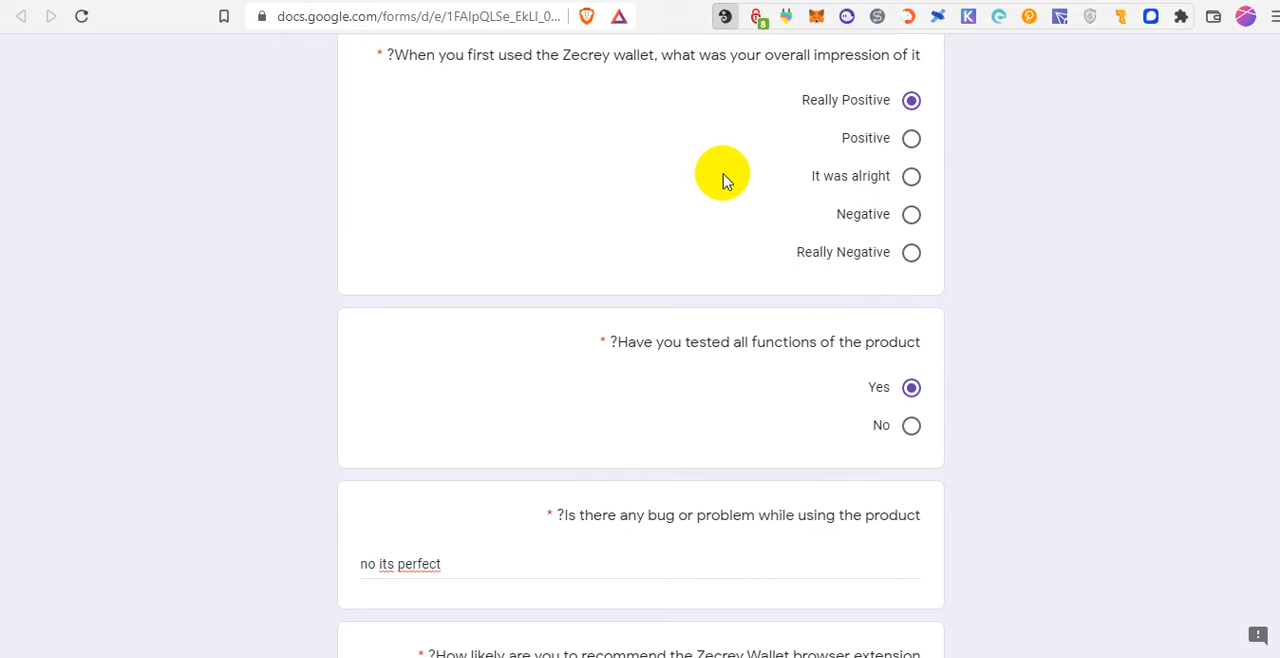 docs.google.com/forms/d/e/1FAIpQLSe_EkLI_0...
8
* ?When you first used the Zecrey wallet, what was your overall impression of it
Really Positive
Positive
It was alright
Negative
Really Negative
* ?Have you tested all functions of the product
Yes
No
* ?Is there any bug or problem while using the product
no its perfect
* ?How likely are you to recommend the Zecrey Wallet browser extension